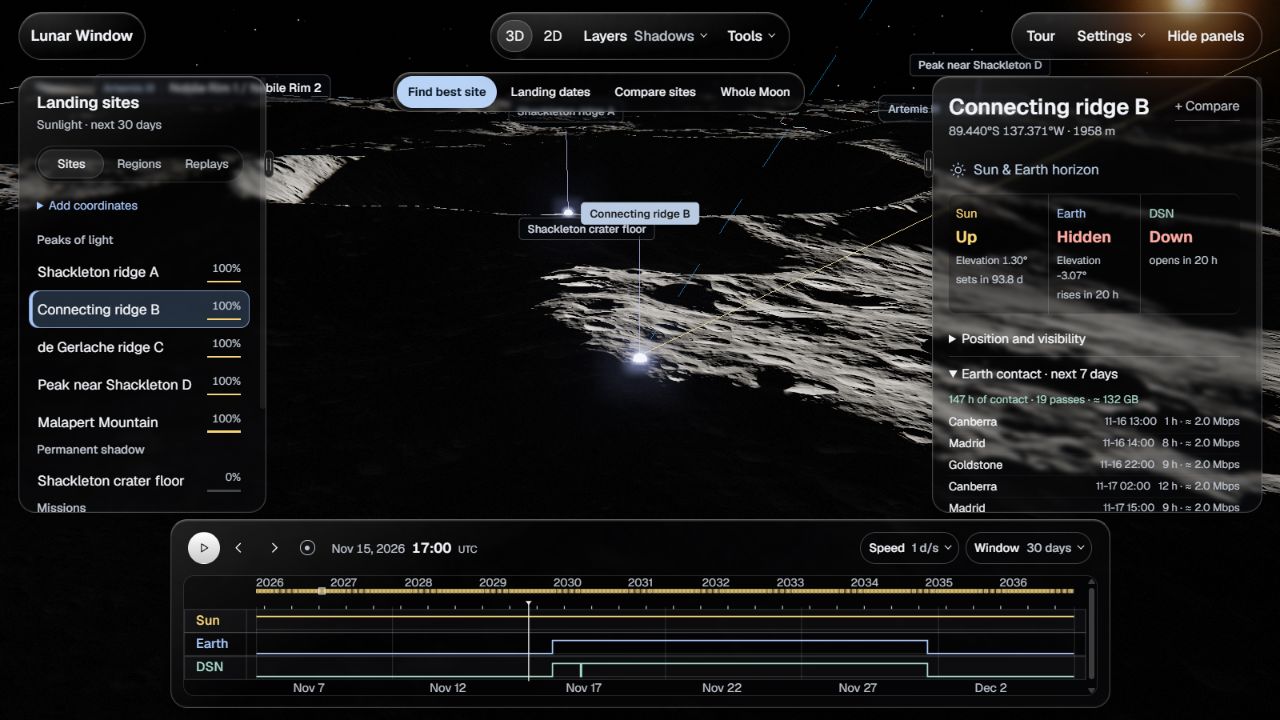 Lunar Window
3D
2D
Layers Shadows
Tools
Tour
Settings
Hide panels
Find best site
Landing dates
Compare sites
Whole Moon
Peak near Shackleton D
Nobile Rim 2
Shackleton ridge A
Artemis
Connecting ridge B
Shackleton crater floor
Landing sites
Sunlight · next 30 days
Sites
Regions
Replays
Add coordinates
Peaks of light
Shackleton ridge A 100%
Connecting ridge B 100%
de Gerlache ridge C 100%
Peak near Shackleton D 100%
Malapert Mountain 100%
Permanent shadow
Shackleton crater floor 0%
Missions
Connecting ridge B
+ Compare
89.440°S 137.371°W · 1958 m
Sun & Earth horizon
Sun
Up
Elevation 1.30°
sets in 93.8 d
Earth
Hidden
Elevation
-3.07°
rises in 20 h
DSN
Down
opens in 20 h
Position and visibility
Earth contact · next 7 days
147 h of contact · 19 passes · ≈ 132 GB
Canberra 11-16 13:00 1 h · ≈ 2.0 Mbps
Madrid 11-16 14:00 8 h · ≈ 2.0 Mbps
Goldstone 11-16 22:00 9 h · ≈ 2.0 Mbps
Canberra 11-17 02:00 12 h · ≈ 2.0 Mbps
Madrid 11-17 15:00 9 h · ≈ 2.0 Mbps
Nov 15, 2026 17:00 UTC
Speed 1 d/s
Window 30 days
2026 2027 2028 2029 2030 2031 2032 2033 2034 2035 2036
Sun
Earth
DSN
Nov 7 Nov 12 Nov 17 Nov 22 Nov 27 Dec 2